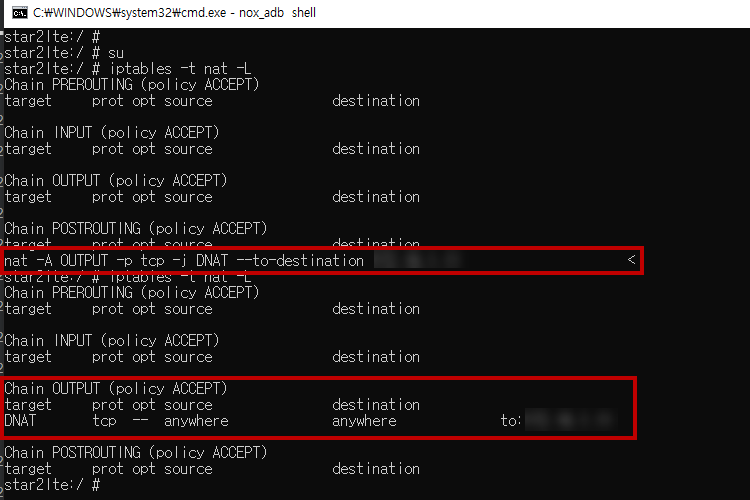 C:₩WINDOWS₩system32₩cmd.exe - nox_adb shell
star2lte:/ #
star2lte:/ # su
star2lte:/ # iptables -t nat -L
Chain PREROUTING (policy ACCEPT)
target prot opt source destination
Chain INPUT (policy ACCEPT)
target prot opt source destination
Chain OUTPUT (policy ACCEPT)
target prot opt source destination
Chain POSTROUTING (policy ACCEPT)
target prot opt source destination
nat -A OUTPUT -p tcp -j DNAT --to-destination <
star2lte:/ # iptables -t nat -L
Chain PREROUTING (policy ACCEPT)
target prot opt source destination
Chain INPUT (policy ACCEPT)
target prot opt source destination
Chain OUTPUT (policy ACCEPT)
target prot opt source destination
DNAT tcp -- anywhere anywhere to:
Chain POSTROUTING (policy ACCEPT)
target prot opt source destination
star2lte:/ #